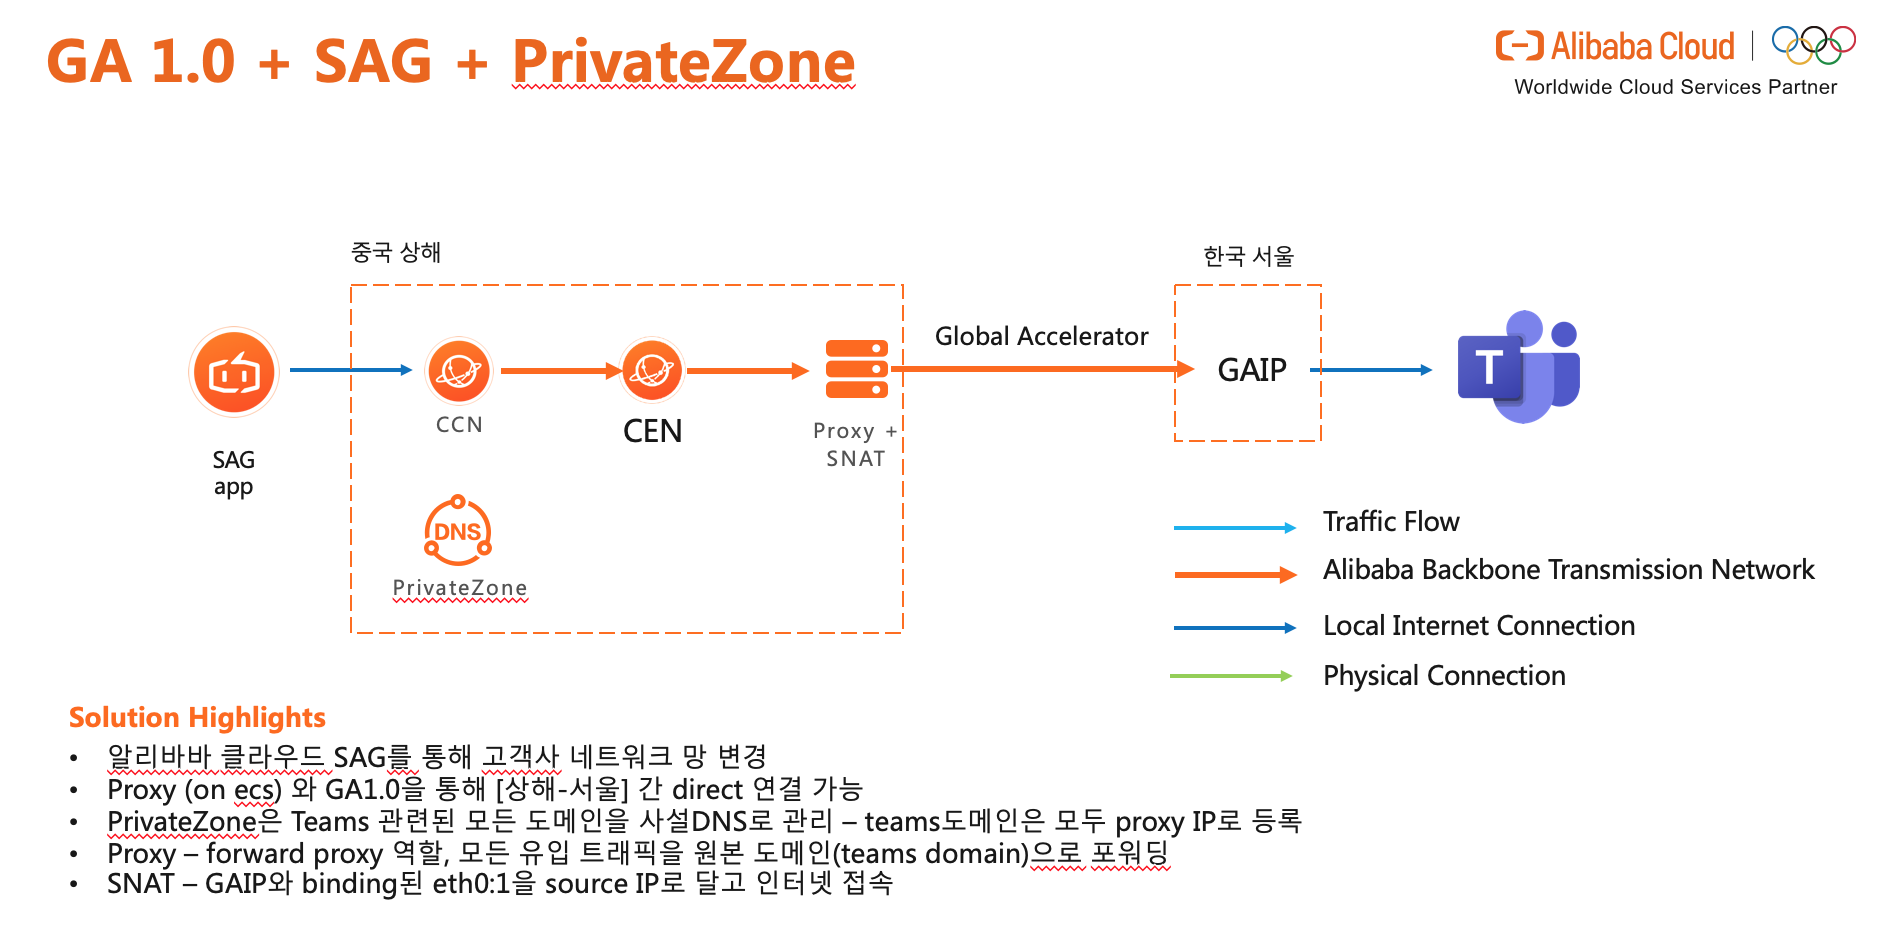 GA 1.0 + SAG + PrivateZone
Alibaba Cloud
Worldwide Cloud Services Partner
중국 상해
한국 서울
Global Accelerator
GAIP
T
CCN
CEN
Proxy +
SNAT
SAG
app
DNS
PrivateZone
Traffic Flow
Alibaba Backbone Transmission Network
Local Internet Connection
Physical Connection
Solution Highlights
• 알리바바 클라우드 SAG를 통해 고객사 네트워크 망 변경
• Proxy (on ecs) 와 GA1.0을 통해 [상해-서울] 간 direct 연결 가능
• PrivateZone은 Teams 관련된 모든 도메인을 사설DNS로 관리 – teams도메인은 모두 proxy IP로 등록
• Proxy – forward proxy 역할, 모든 유입 트래픽을 원본 도메인(teams domain)으로 포워딩
• SNAT – GAIP와 binding된 eth0:1을 source IP로 달고 인터넷 접속